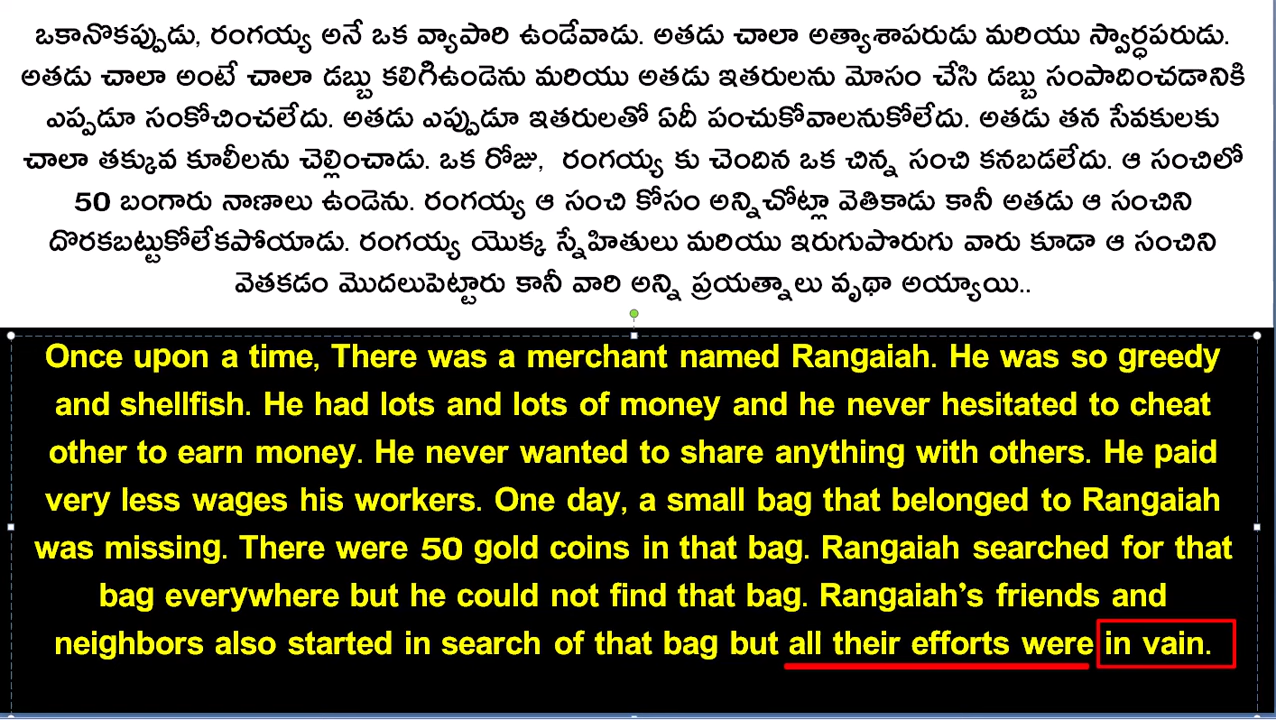 ఒకానొకప్పుడు, రంగయ్య అనే ఒక వ్యాపారి ఉండేవాడు. అతడు చాలా అత్యాశాపరుడు మరియు స్వార్ధపరుడు.
అతడు చాలా అంటే చాలా డబ్బు కలిగిఉండెను మరియు అతడు ఇతరులను మోసం చేసి డబ్బు సంపాదించడానికి
ఎప్పడూ సంకోచించలేదు. అతడు ఎప్పుడూ ఇతరులతో ఏదీ పంచుకోవాలనుకోలేదు. అతడు తన సేవకులకు
చాలా తక్కువ కూలీలను చెల్లించాడు. ఒక రోజు, రంగయ్య కు చెందిన ఒక చిన్న సంచి కనబడలేదు. ఆ సంచిలో
50 బంగారు నాణాలు ఉండెను. రంగయ్య ఆ సంచి కోసం అన్నిచోట్లా వెతికాడు కానీ అతడు ఆ సంచిని
దొరకబట్టుకోలేకపోయాడు. రంగయ్య యొక్క స్నేహితులు మరియు ఇరుగుపొరుగు వారు కూడా ఆ సంచిని
వెతకడం మొదలుపెట్టారు కానీ వారి అన్ని ప్రయత్నాలు వృథా అయ్యాయి..
Once upon a time, There was a merchant named Rangaiah. He was so greedy
and shellfish. He had lots and lots of money and he never hesitated to cheat
other to earn money. He never wanted to share anything with others. He paid
very less wages his workers. One day, a small bag that belonged to Rangaiah
was missing. There were 50 gold coins in that bag. Rangaiah searched for that
bag everywhere but he could not find that bag. Rangaiah’s friends and
neighbors also started in search of that bag but all their efforts were in vain.